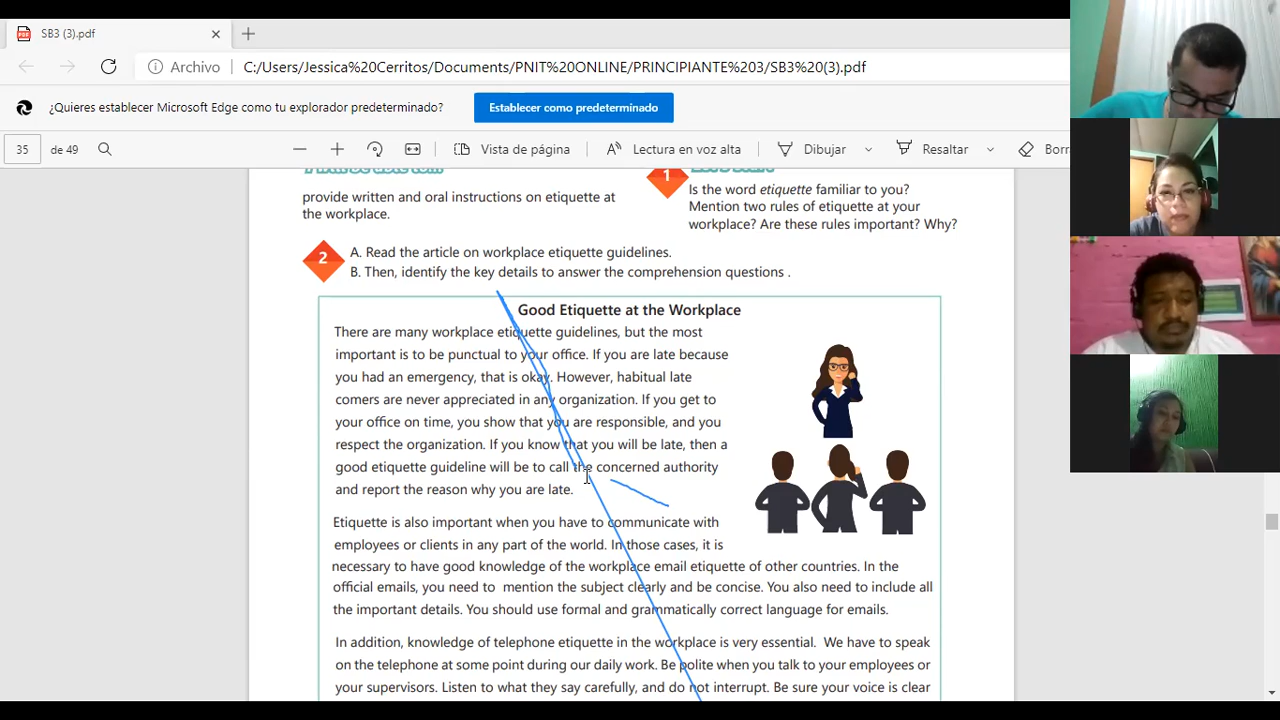 SB3 (3).pdf
Archivo C:/Users/Jessica%20Cerritos/Documents/PNIT%20ONLINE/PRINCIPIANTE%203/SB3%20(3).pdf
¿Quieres establecer Microsoft Edge como tu explorador predeterminado? Establecer como predeterminado
35 de 49 Vista de página Lectura en voz alta Dibujar Resaltar Borr
provide written and oral instructions on etiquette at
the workplace.
1
Is the word etiquette familiar to you?
Mention two rules of etiquette at your
workplace? Are these rules important? Why?
2
A. Read the article on workplace etiquette guidelines.
B. Then, identify the key details to answer the comprehension questions .
Good Etiquette at the Workplace
There are many workplace etiquette guidelines, but the most
important is to be punctual to your office. If you are late because
you had an emergency, that is okay. However, habitual late
comers are never appreciated in any organization. If you get to
your office on time, you show that you are responsible, and you
respect the organization. If you know that you will be late, then a
good etiquette guideline will be to call the concerned authority
and report the reason why you are late.
Etiquette is also important when you have to communicate with
employees or clients in any part of the world. In those cases, it is
necessary to have good knowledge of the workplace email etiquette of other countries. In the
official emails, you need to mention the subject clearly and be concise. You also need to include all
the important details. You should use formal and grammatically correct language for emails.
In addition, knowledge of telephone etiquette in the workplace is very essential. We have to speak
on the telephone at some point during our daily work. Be polite when you talk to your employees or
your supervisors. Listen to what they say carefully, and do not interrupt. Be sure your voice is clear